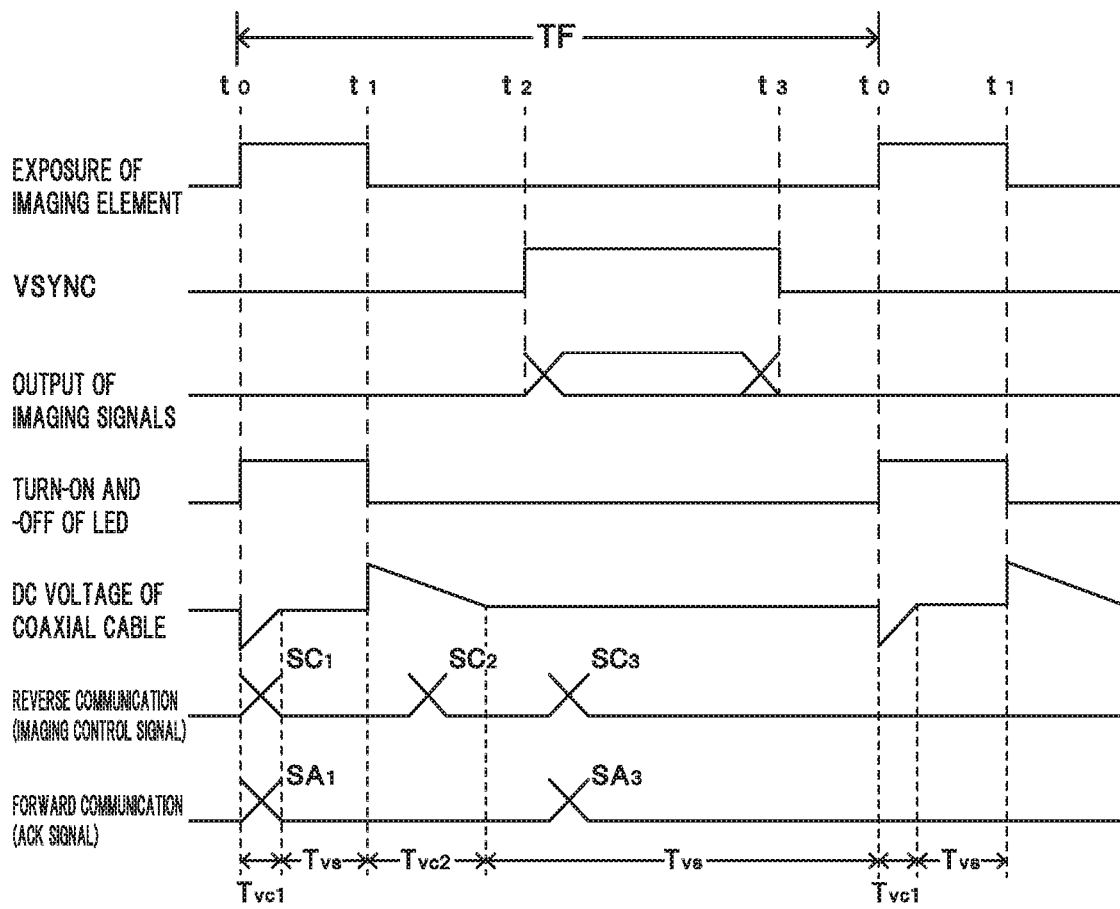 TF
t0 t1 t2 t3 t0 t1
EXPOSURE OF
IMAGING ELEMENT
VSYNC
OUTPUT OF
IMAGING SIGNALS
TURN-ON AND
-OFF OF LED
DC VOLTAGE OF
COAXIAL CABLE
SC1 SC2 SC3
REVERSE COMMUNICATION
(IMAGING CONTROL SIGNAL)
SA1 SA3
FORWARD COMMUNICATION
(ACK SIGNAL)
Tvs Tvc2 Tvs Tvs
Tvc1 Tvc1